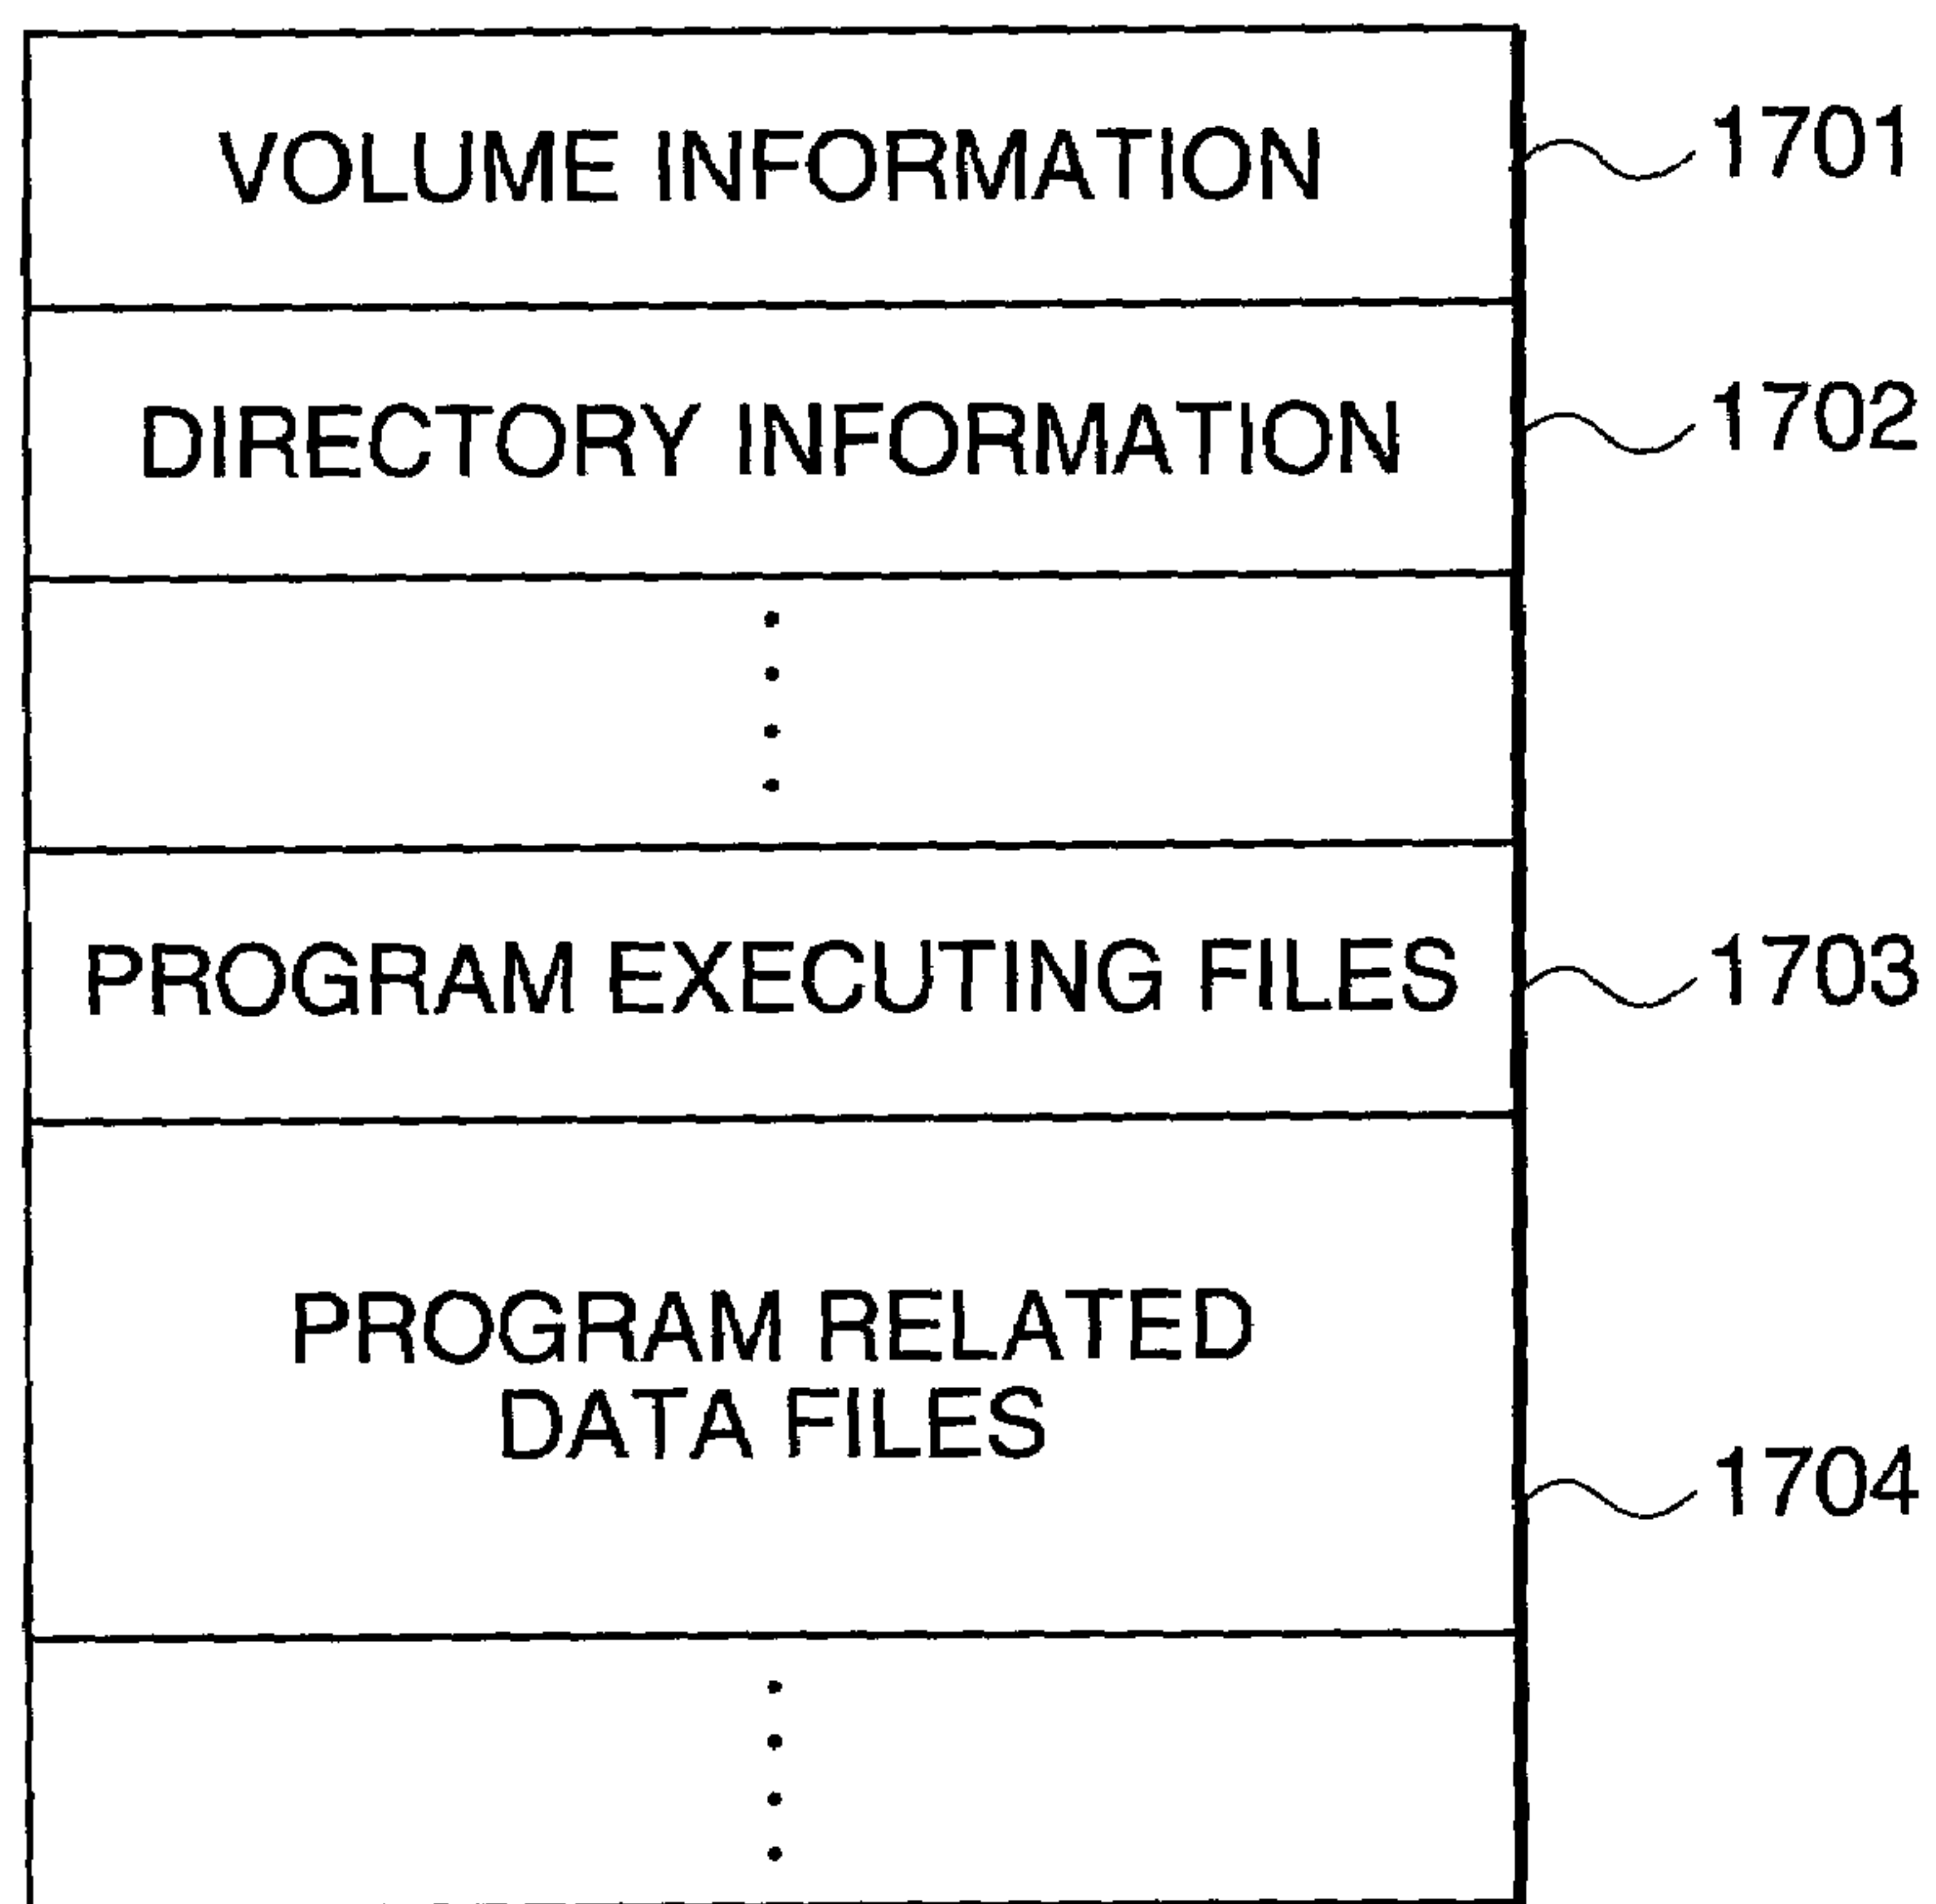 VOLUME INFORMATION 1701
DIRECTORY INFORMATION 1702
PROGRAM EXECUTING FILES 1703
PROGRAM RELATED
DATA FILES
1704